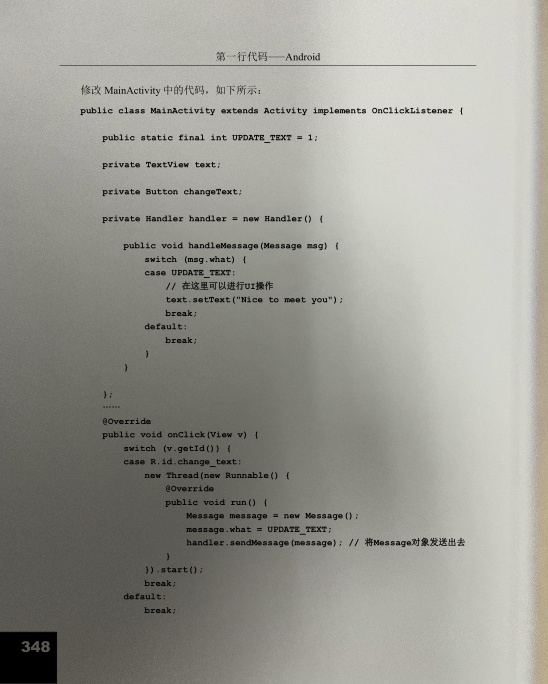 第一行代码——Android
修改 MainActivity 中的代码，如下所示：
public class MainActivity extends Activity implements OnClickListener {
public static final int UPDATE_TEXT = 1;
private TextView text;
private Button changeText;
private Handler handler = new Handler() {
public void handleMessage(Message msg) {
switch (msg.what) {
case UPDATE_TEXT:
// 在这里可以进行UI操作
text.setText("Nice to meet you");
break;
default:
break;
}
}
};
……
@Override
public void onClick(View v) {
switch (v.getId()) {
case R.id.change_text:
new Thread(new Runnable() {
@Override
public void run() {
Message message = new Message();
message.what = UPDATE_TEXT;
handler.sendMessage(message); // 将Message对象发送出去
}
}).start();
break;
default:
break;
348